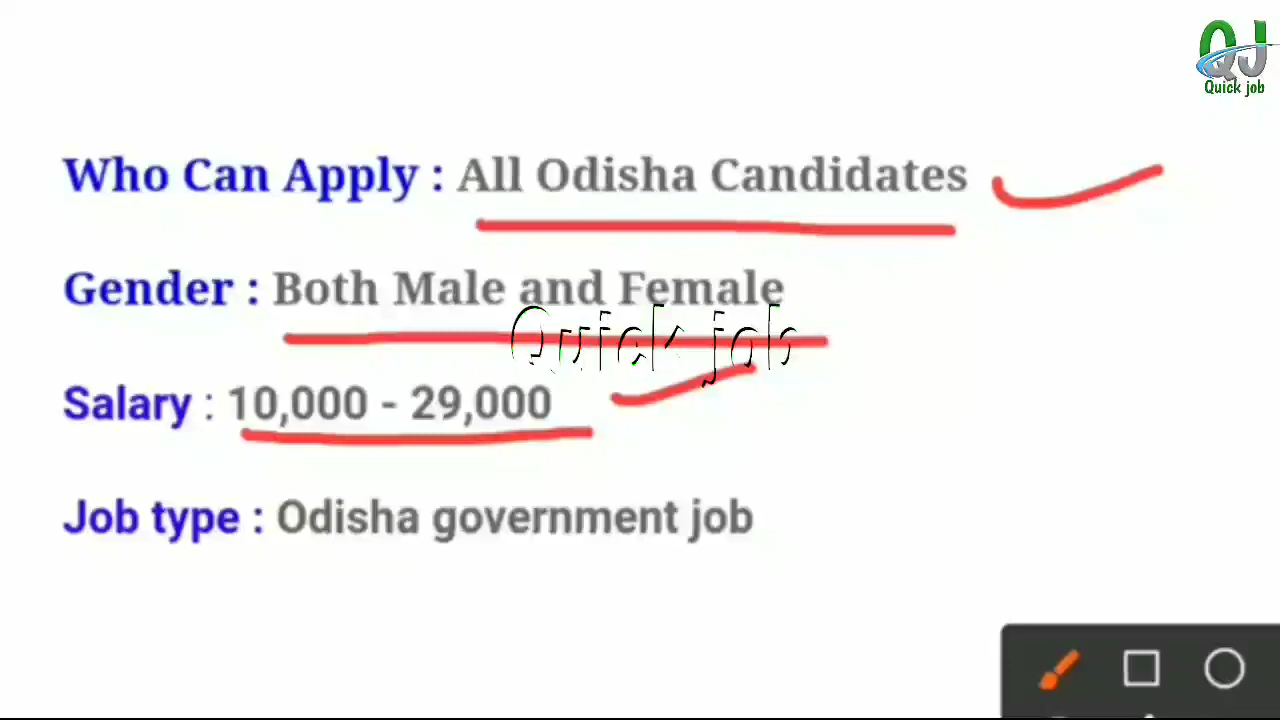 QJ
Quick job
Who Can Apply : All Odisha Candidates
Gender : Both Male and Female
Quick job
Salary : 10,000 - 29,000
Job type : Odisha government job